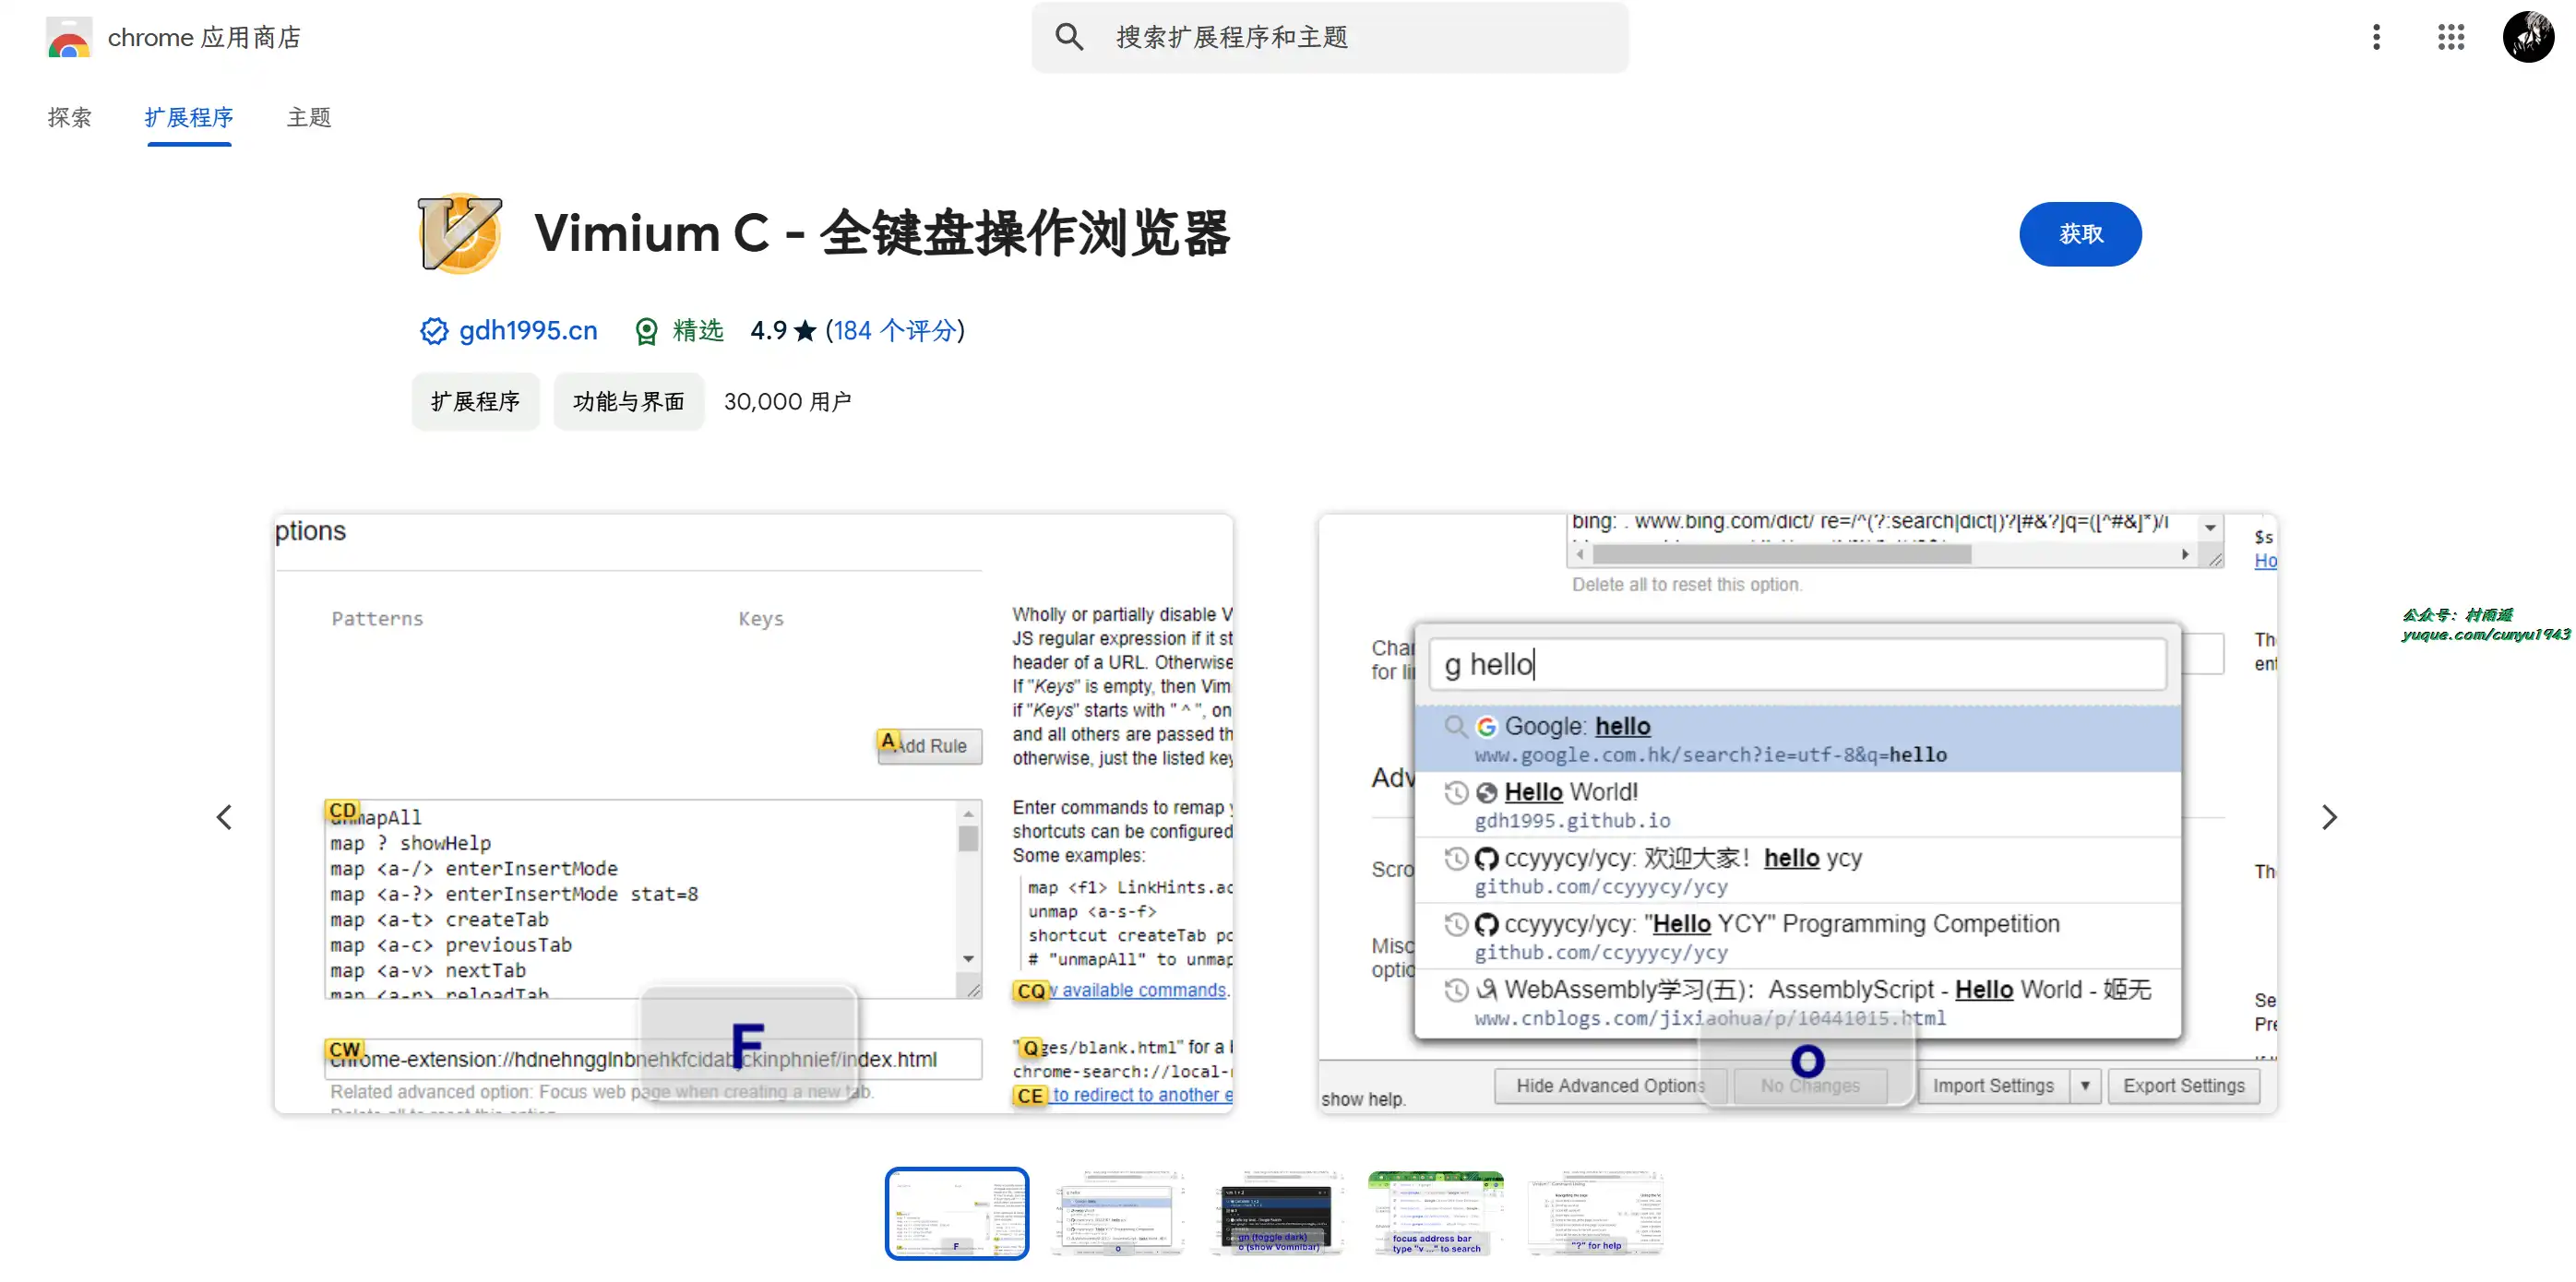 chrome 应用商店
搜索扩展程序和主题
探索
扩展程序
主题
Vimium C - 全键盘操作浏览器
获取
gdh1995.cn
精选
4.9 ★ (184 个评分)
扩展程序
功能与界面
30,000 用户
ptions
Patterns
Keys
Wholly or partially disable V
JS regular expression if it st
header of a URL. Otherwise
If "Keys" is empty, then Vim
if "Keys" starts with " ^ ", on
and all others are passed th
otherwise, just the listed key
A
Add Rule
CD
unmapAll
map ? showHelp
map <a-/> enterInsertMode
map <a-?> enterInsertMode stat=8
map <a-t> createTab
map <a-c> previousTab
map <a-v> nextTab
map <a-r> reloadTab
Enter commands to remap y
shortcuts can be configured
Some examples:
map <f1> LinkHints.ac
unmap <a-s-f>
shortcut createTab po
# "unmapAll" to unmap
CQ
w available commands.
F
CW
Related advanced option: Focus web page when creating a new tab.
Delete all to reset this option.
Q
ges/blank.html" for a
chrome-search://local-
CE
to redirect to another e
bing: . www.bing.com/dict/ re=/^(?:search|dict|)?[#&?]q=([^#&]*)/i
Delete all to reset this option.
$s
Ho
Char
for li
g hello
The
ent
Google: hello
www.google.com.hk/search?ie=utf-8&q=hello
Adv
Hello World!
gdh1995.github.io
Scro
ccyyycy/ycy: 欢迎大家！hello ycy
github.com/ccyyycy/ycy
The
ccyyycy/ycy: "Hello YCY" Programming Competition
github.com/ccyyycy/ycy
Misc
optio
WebAssembly学习(五)：AssemblyScript - Hello World - 姬无
www.cnblogs.com/jixiaohua/p/10441015.html
Se
Pre
O
show help.
Hide Advanced Options
No Changes
Import Settings
Export Settings
公众号：村雨遥
yuque.com/cunyu1943
F
O
gn (toggle dark)
o (show Vomnibar)
focus address bar
type "v ..." to search
"?" for help